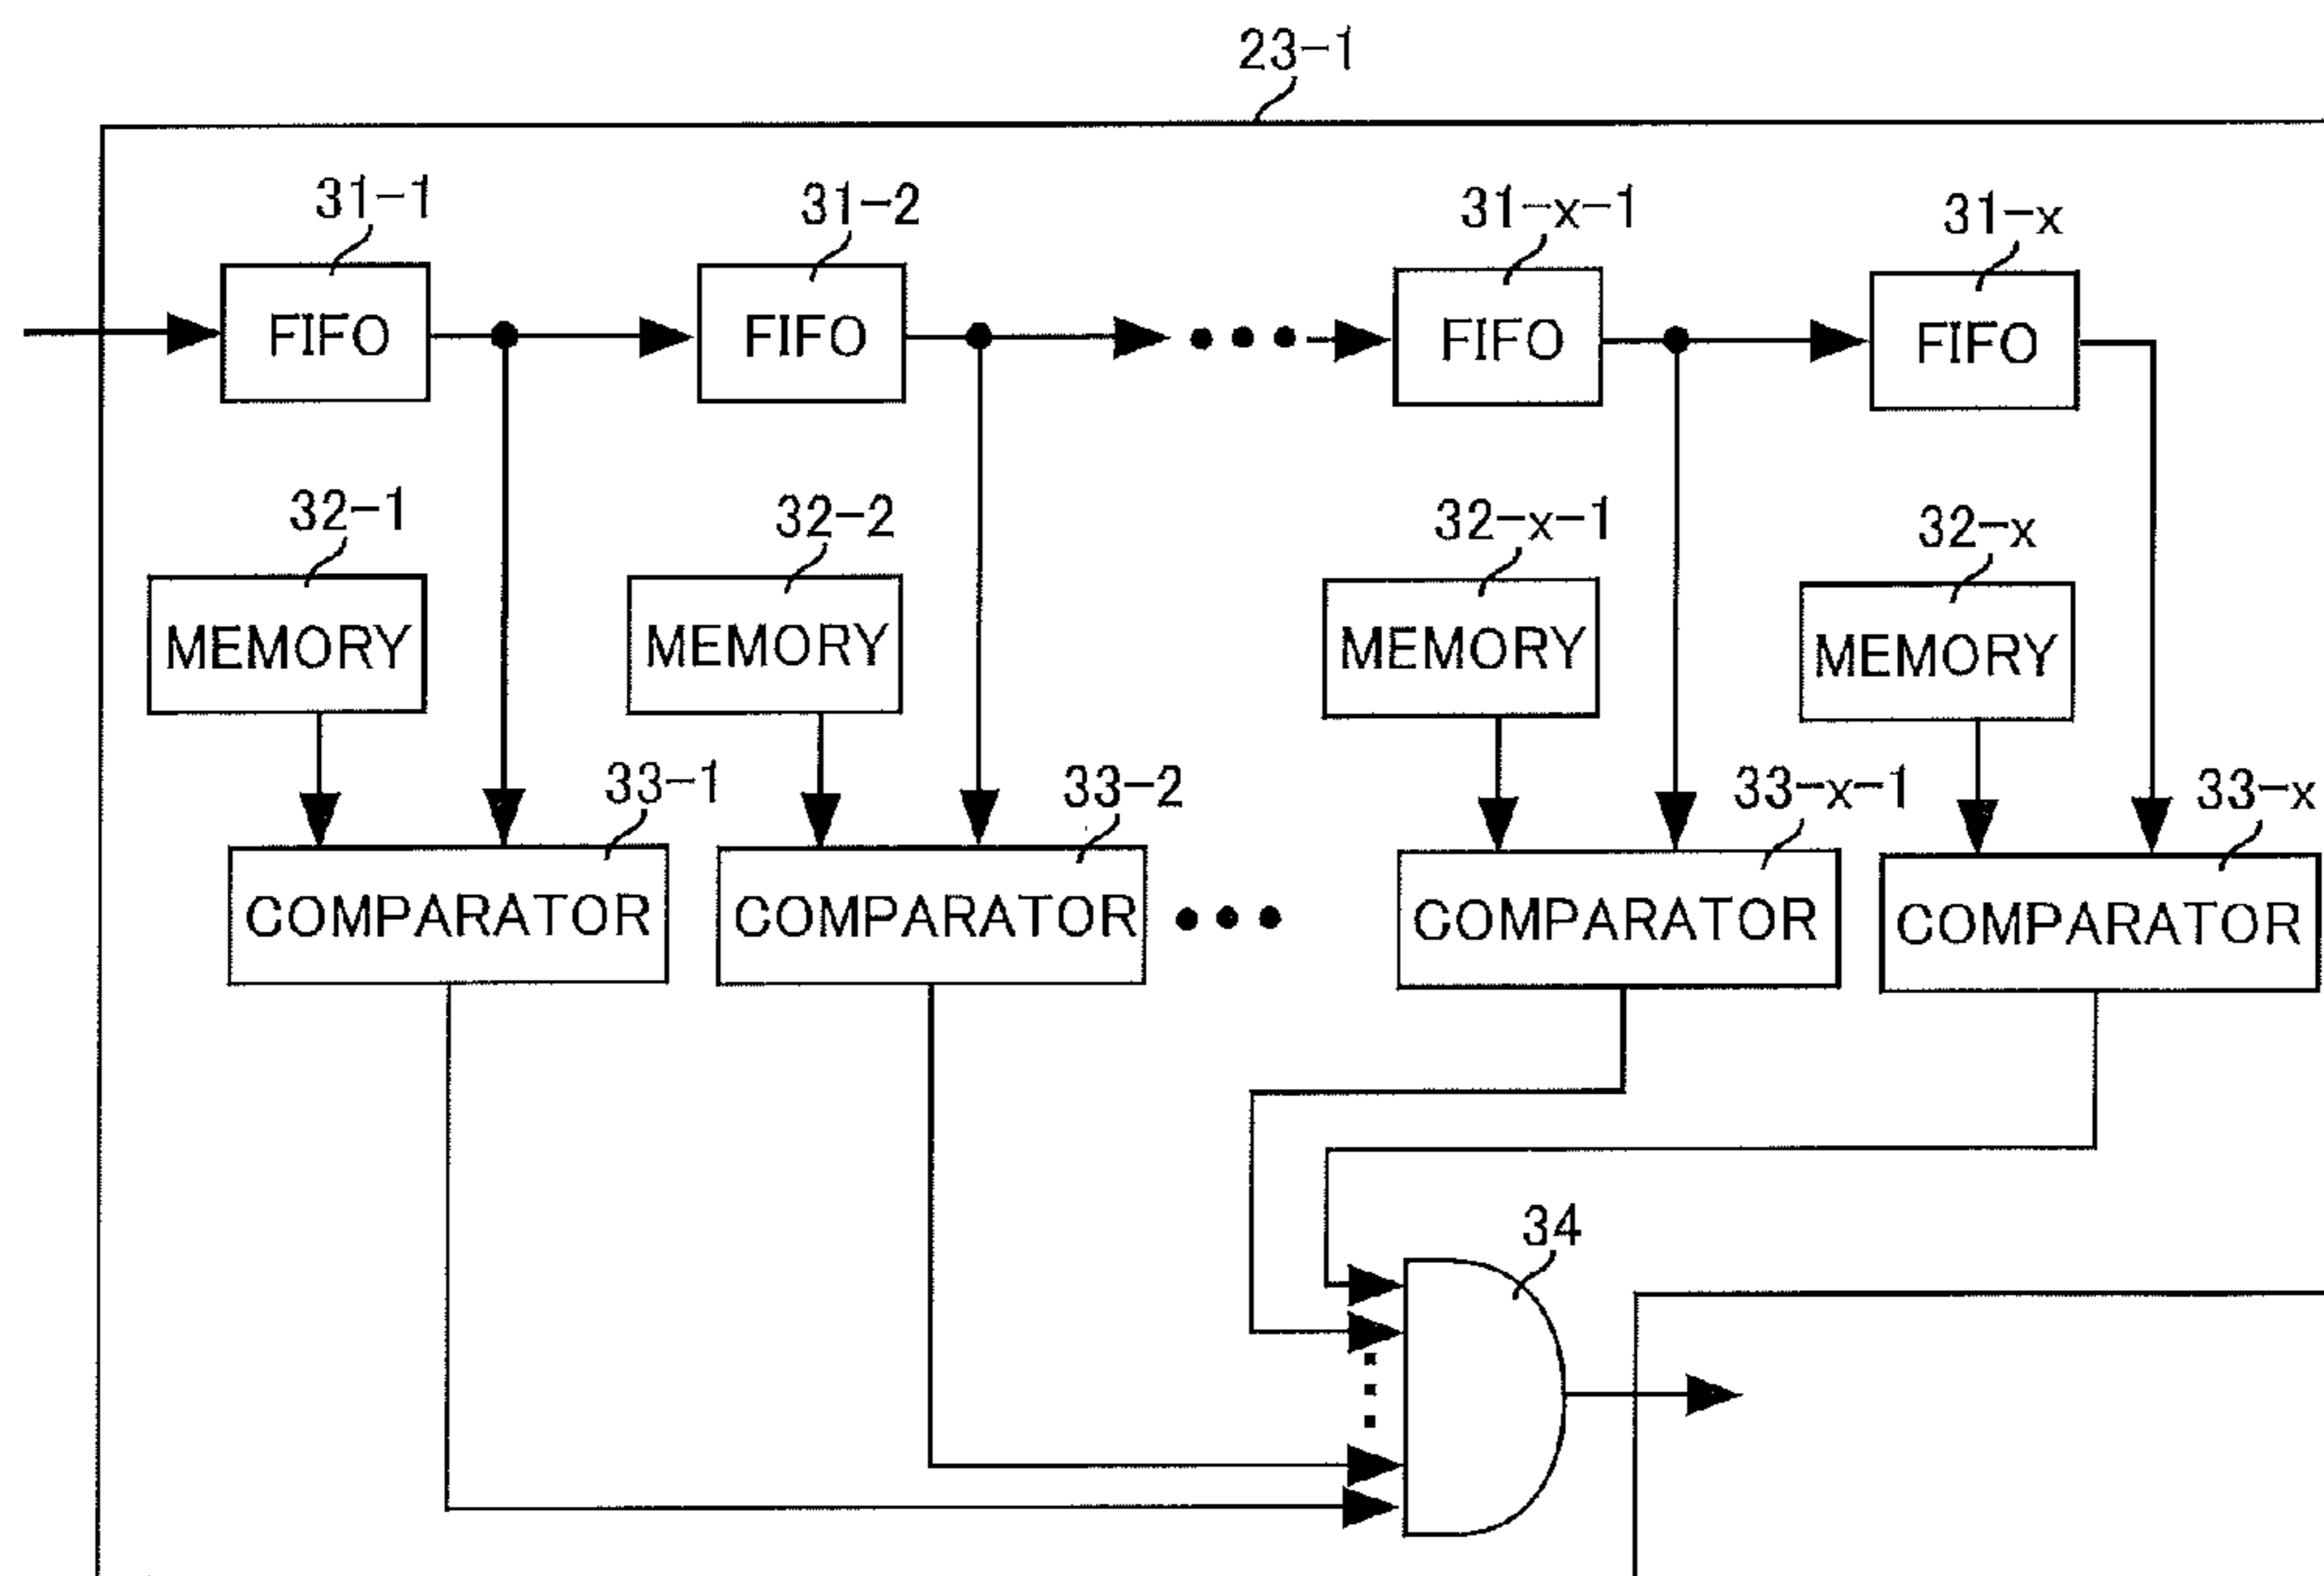 23-1
31-1 31-2 31-x-1 31-x
FIFO FIFO FIFO FIFO
32-1 32-2 32-x-1 32-x
MEMORY MEMORY MEMORY MEMORY
33-1 33-2 33-x-1 33-x
COMPARATOR COMPARATOR COMPARATOR COMPARATOR
34